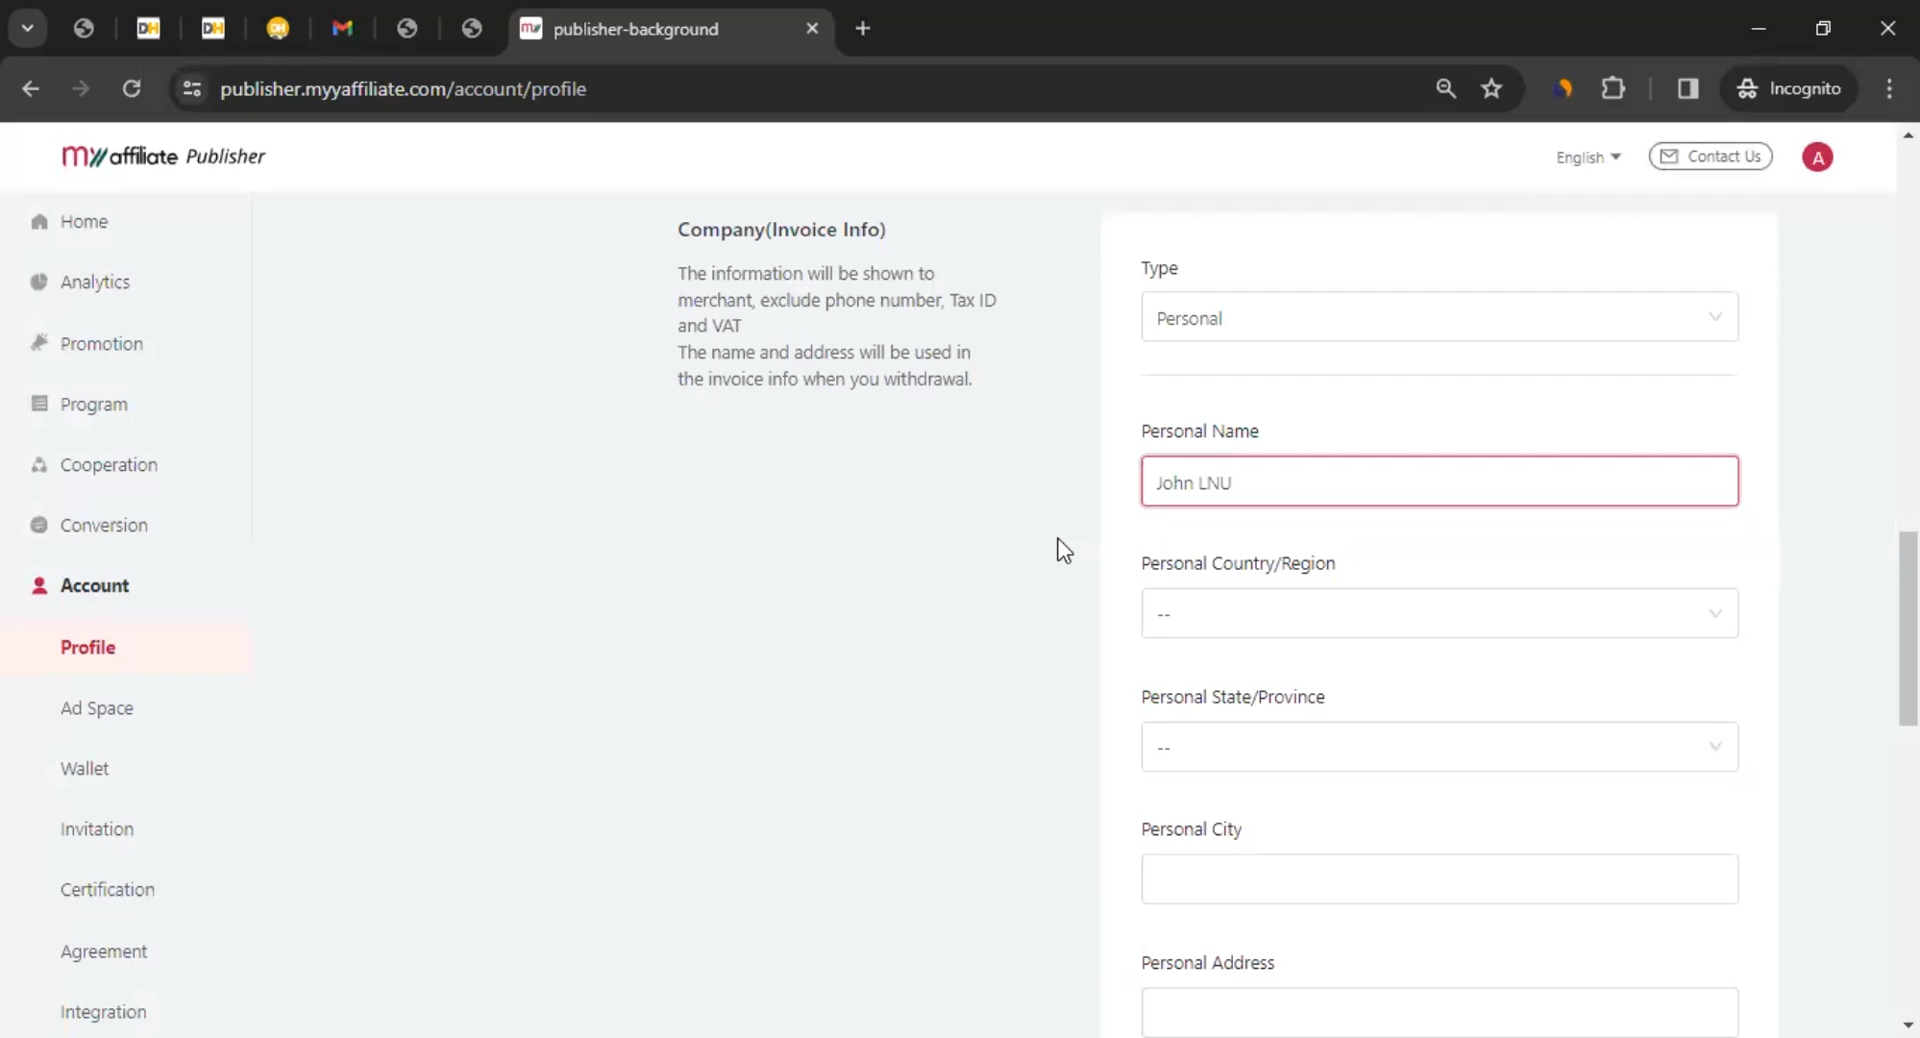 publisher-background
publisher.myyaffiliate.com/account/profile
Incognito
myy affiliate Publisher
English
Contact Us
A
Home
Analytics
Promotion
Program
Cooperation
Conversion
Account
Profile
Ad Space
Wallet
Invitation
Certification
Agreement
Integration
Company(Invoice Info)
The information will be shown to
merchant, exclude phone number, Tax ID
and VAT
The name and address will be used in
the invoice info when you withdrawal.
Type
Personal
Personal Name
John LNU
Personal Country/Region
--
Personal State/Province
--
Personal City
Personal Address